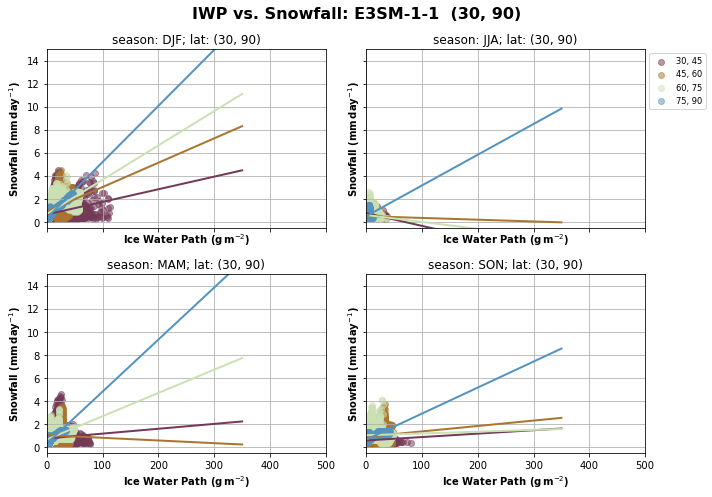 IWP vs. Snowfall: E3SM-1-1  (30, 90)
season: DJF; lat: (30, 90)
14
12
10
8
6
4
2
0
Snowfall (mm day⁻¹)
Ice Water Path (g m⁻²)
season: JJA; lat: (30, 90)
Snowfall (mm day⁻¹)
Ice Water Path (g m⁻²)
30, 45
45, 60
60, 75
75, 90
season: MAM; lat: (30, 90)
14
12
10
8
6
4
2
0
Snowfall (mm day⁻¹)
0 100 200 300 400 500
Ice Water Path (g m⁻²)
season: SON; lat: (30, 90)
Snowfall (mm day⁻¹)
0 100 200 300 400 500
Ice Water Path (g m⁻²)